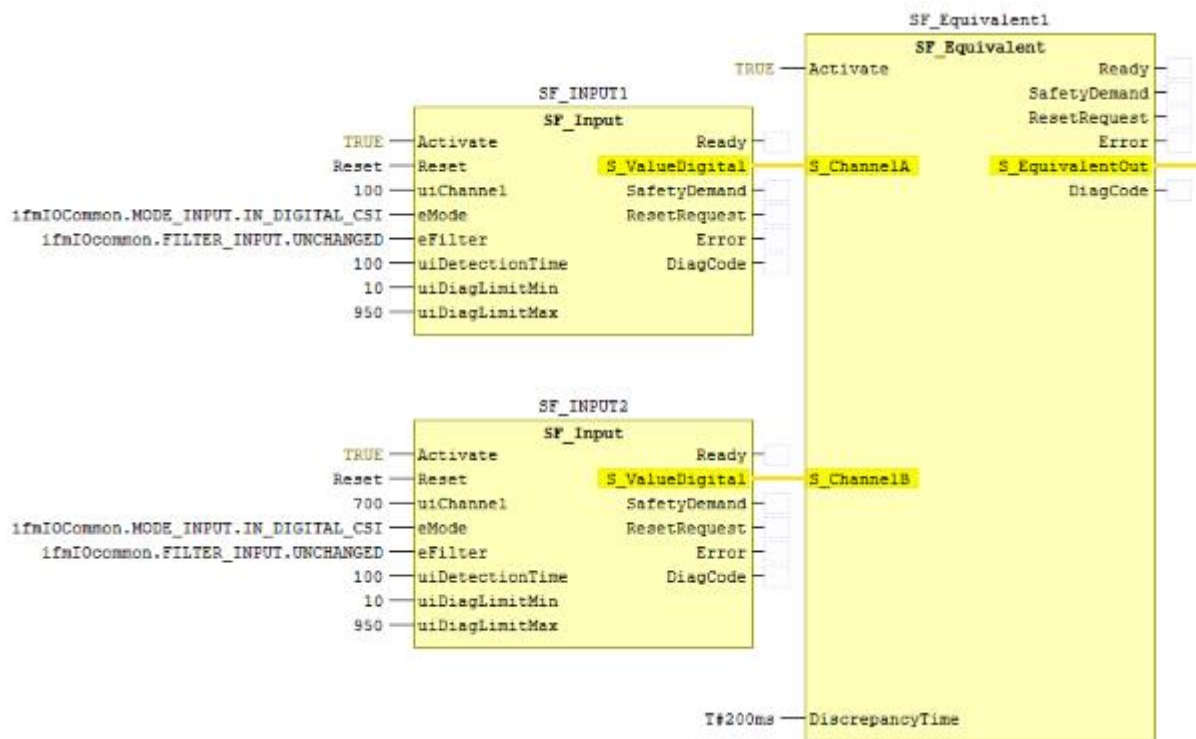 SF_Equivalent1
SF_Equivalent
TRUE Activate Ready
SafetyDemand
ResetRequest
Error
S_ChannelA S_EquivalentOut
DiagCode
S_ChannelB
T#200ms DiscrepancyTime
SF_INPUT1
SF_Input
TRUE Activate Ready
Reset Reset S_ValueDigital
100 uiChannel SafetyDemand
ifmIOCommon.MODE_INPUT.IN_DIGITAL_CSI eMode ResetRequest
ifmIOcommon.FILTER_INPUT.UNCHANGED eFilter Error
100 uiDetectionTime DiagCode
10 uiDiagLimitMin
950 uiDiagLimitMax
SF_INPUT2
SF_Input
TRUE Activate Ready
Reset Reset S_ValueDigital
700 uiChannel SafetyDemand
ifmIOCommon.MODE_INPUT.IN_DIGITAL_CSI eMode ResetRequest
ifmIOcommon.FILTER_INPUT.UNCHANGED eFilter Error
100 uiDetectionTime DiagCode
10 uiDiagLimitMin
950 uiDiagLimitMax